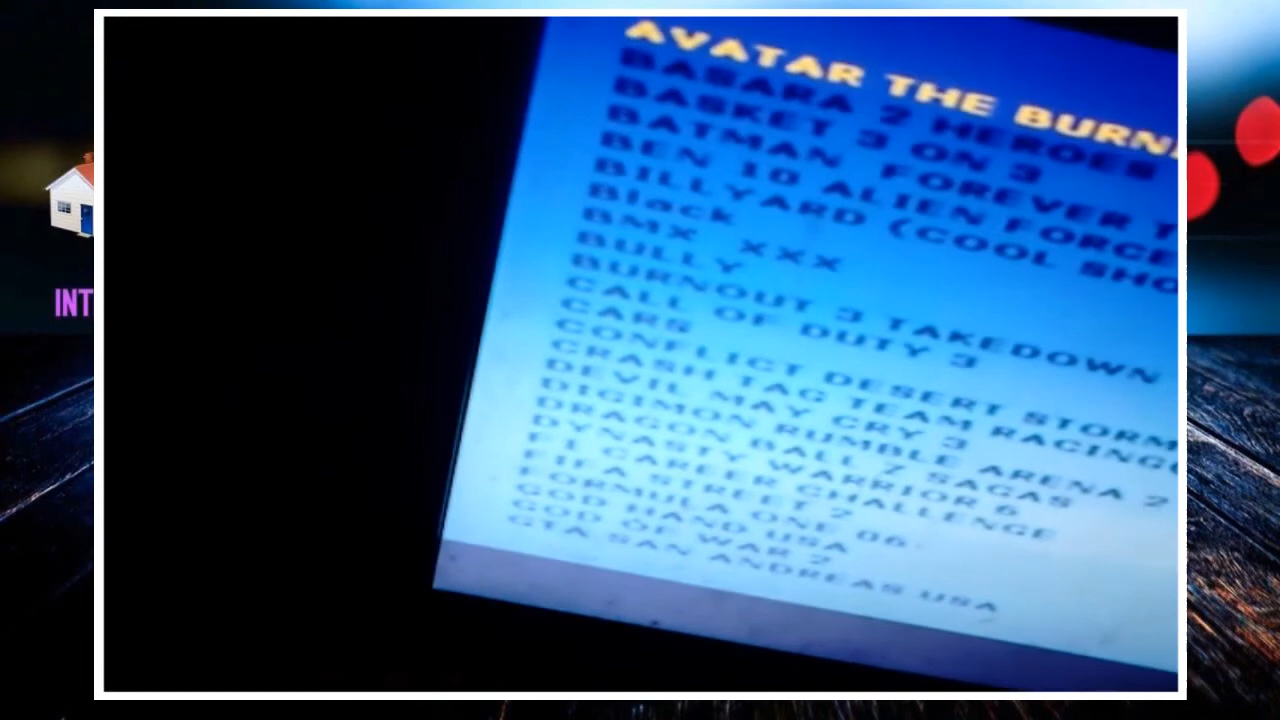 AVATAR THE BURN
BASARA 2 HEROES
BASKET 3 ON 3
BATMAN FOREVER T
BEN 10 ALIEN FORCE
BILLYARD (COOL SHO
Black
BMX XXX
BULLY
BURNOUT 3 TAKEDOWN
CALL OF DUTY 3
CARS
CONFLICT DESERT STORM
CRASH TAG TEAM RACING
DEVIL MAY CRY 3
DIGIMON RUMBLE ARENA 2
DRAGON BALL Z SAGAS
DYNASTY WARRIOR 6
F1 CAREER CHALLENGE
FIFA STREET 2
FORMULA ONE 06
GOD HAND USA
GOD OF WAR 2
GTA SAN ANDREAS USA
INT